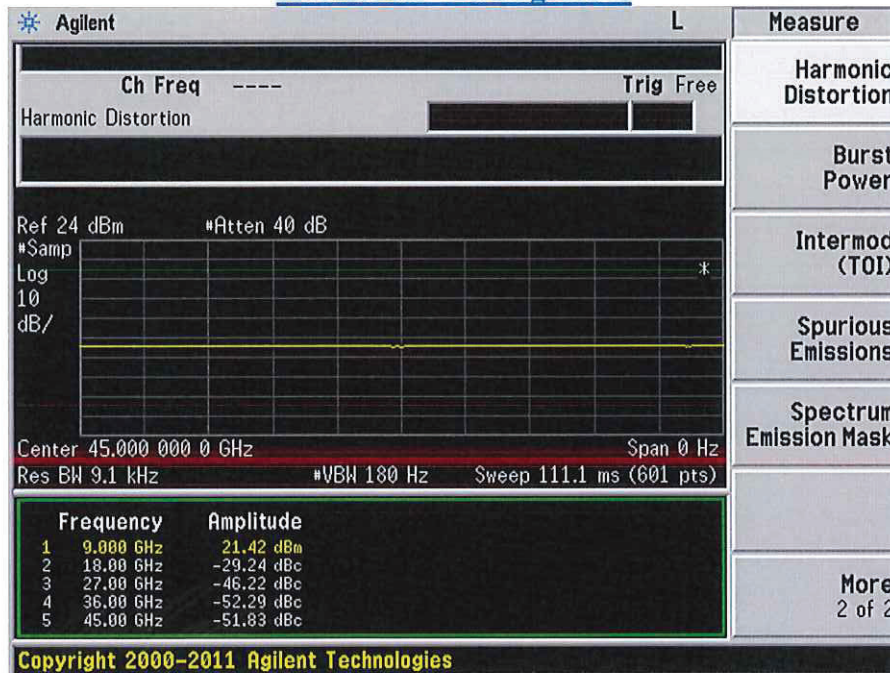 Agilent L Measure
Ch Freq ---- Trig Free
Harmonic Distortion
Harmonic Distortion
Burst Power
Intermod (TOI)
Spurious Emissions
Spectrum Emission Mask
More
2 of 2
Ref 24 dBm #Atten 40 dB
#Samp
Log
10
dB/
*
Center 45.000 000 0 GHz Span 0 Hz
Res BW 9.1 kHz #VBW 180 Hz Sweep 111.1 ms (601 pts)
Frequency Amplitude
1 9.000 GHz 21.42 dBm
2 18.00 GHz -29.24 dBc
3 27.00 GHz -46.22 dBc
4 36.00 GHz -52.29 dBc
5 45.00 GHz -51.83 dBc
Copyright 2000-2011 Agilent Technologies